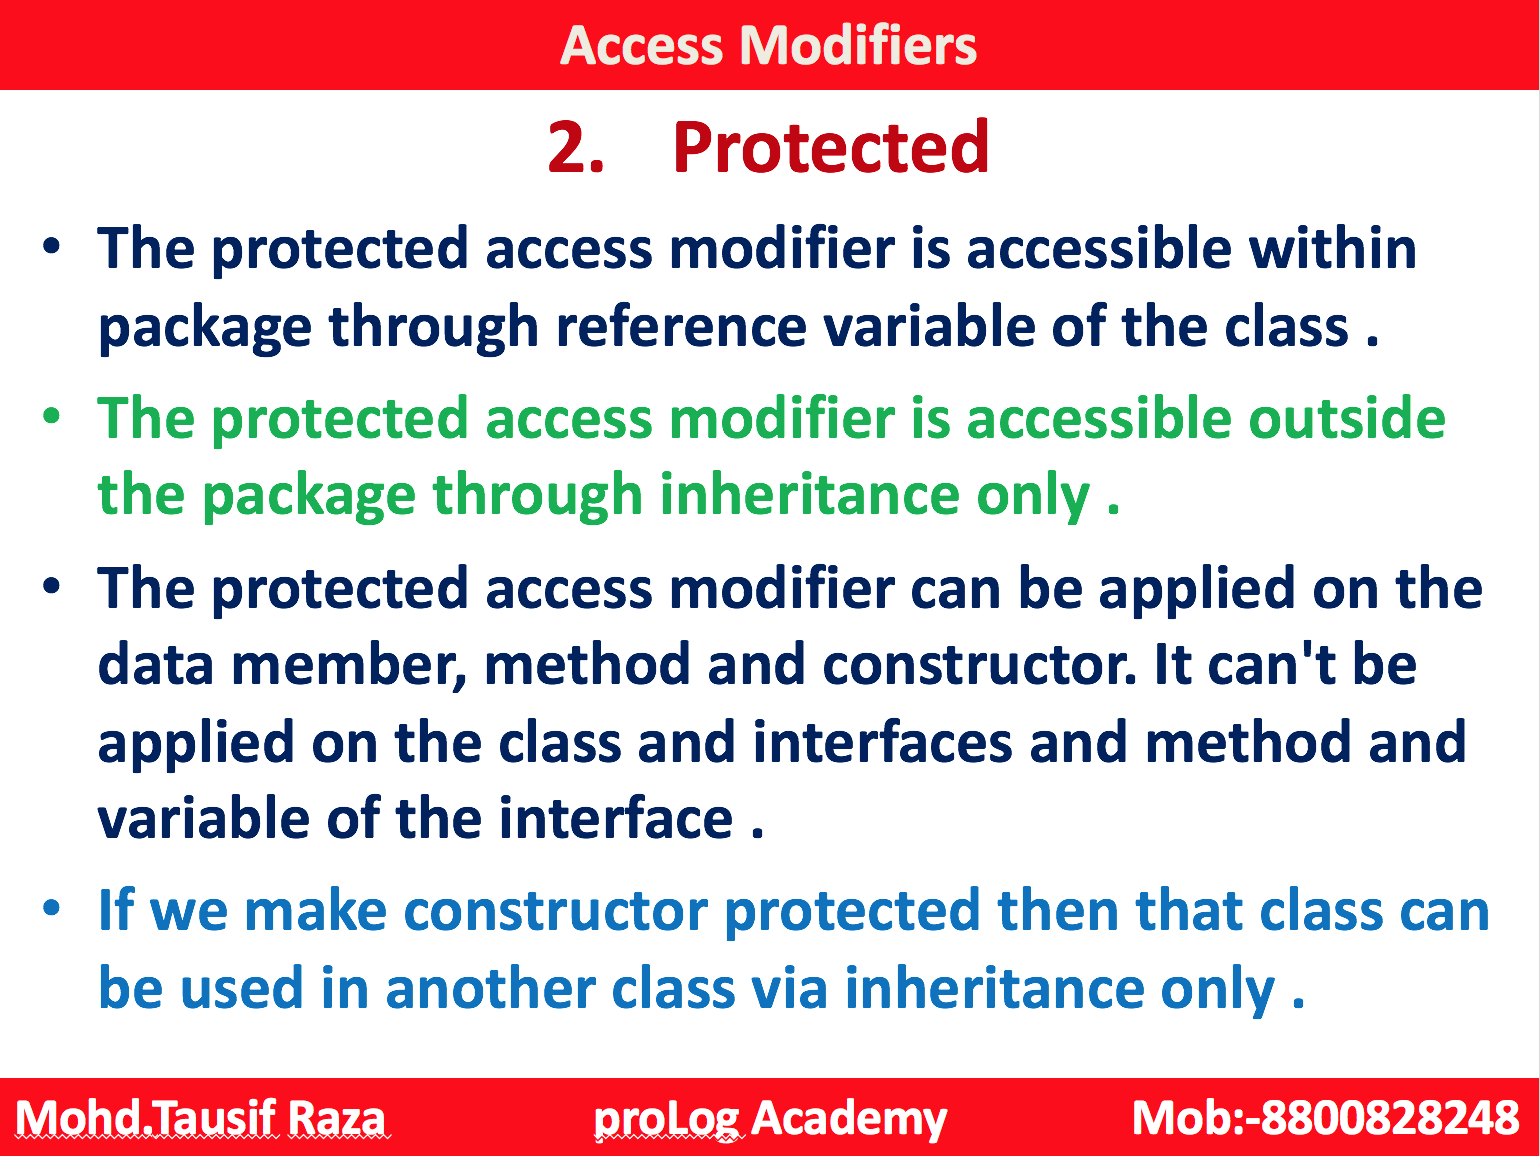 Access Modifiers
2. Protected
• The protected access modifier is accessible within
package through reference variable of the class .
• The protected access modifier is accessible outside
the package through inheritance only .
• The protected access modifier can be applied on the
data member, method and constructor. It can't be
applied on the class and interfaces and method and
variable of the interface .
• If we make constructor protected then that class can
be used in another class via inheritance only .
Mohd.Tausif Raza proLog Academy Mob:-8800828248